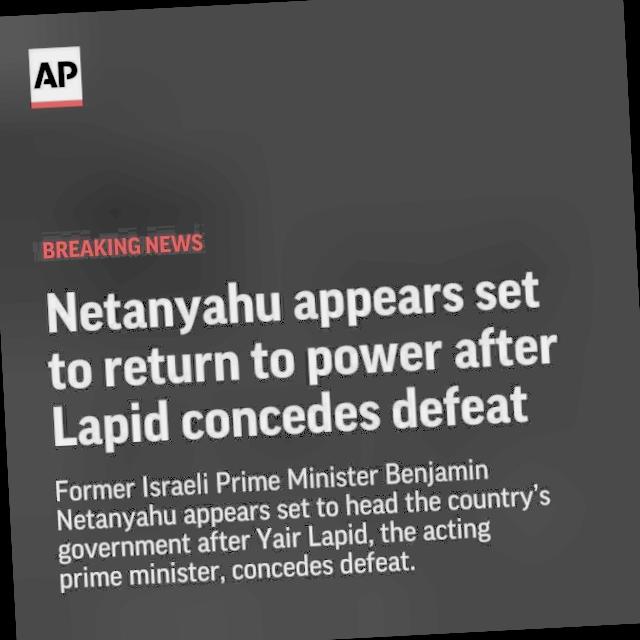 AP
BREAKING NEWS
Netanyahu appears set
to return to power after
Lapid concedes defeat
Former Israeli Prime Minister Benjamin
Netanyahu appears set to head the country's
government after Yair Lapid, the acting
prime minister, concedes defeat.